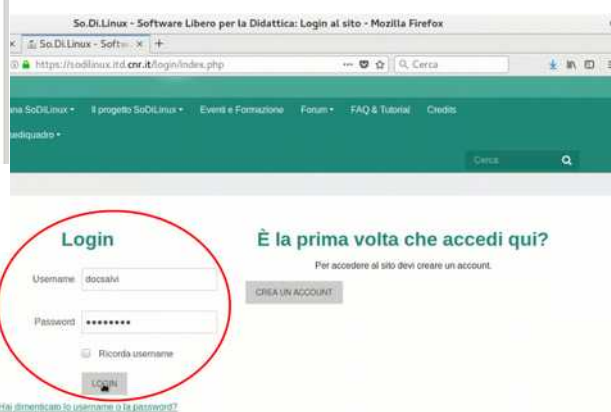 So.Di.Linux - Software Libero per la Didattica: Login al sito - Mozilla Firefox
So.Di.Linux - Softw
https://sodilinux.itd.cnr.it/login/index.php
Cerca
SoDiLinux
Il progetto SoDiLinux
Eventi e Formazione
Forum
FAQ & Tutorial
Credits
Cerca
Login
Username
docsalvi
Password
Ricorda username
LOGIN
Hai dimenticato lo username o la password?
È la prima volta che accedi qui?
Per accedere al sito devi creare un account.
CREA UN ACCOUNT